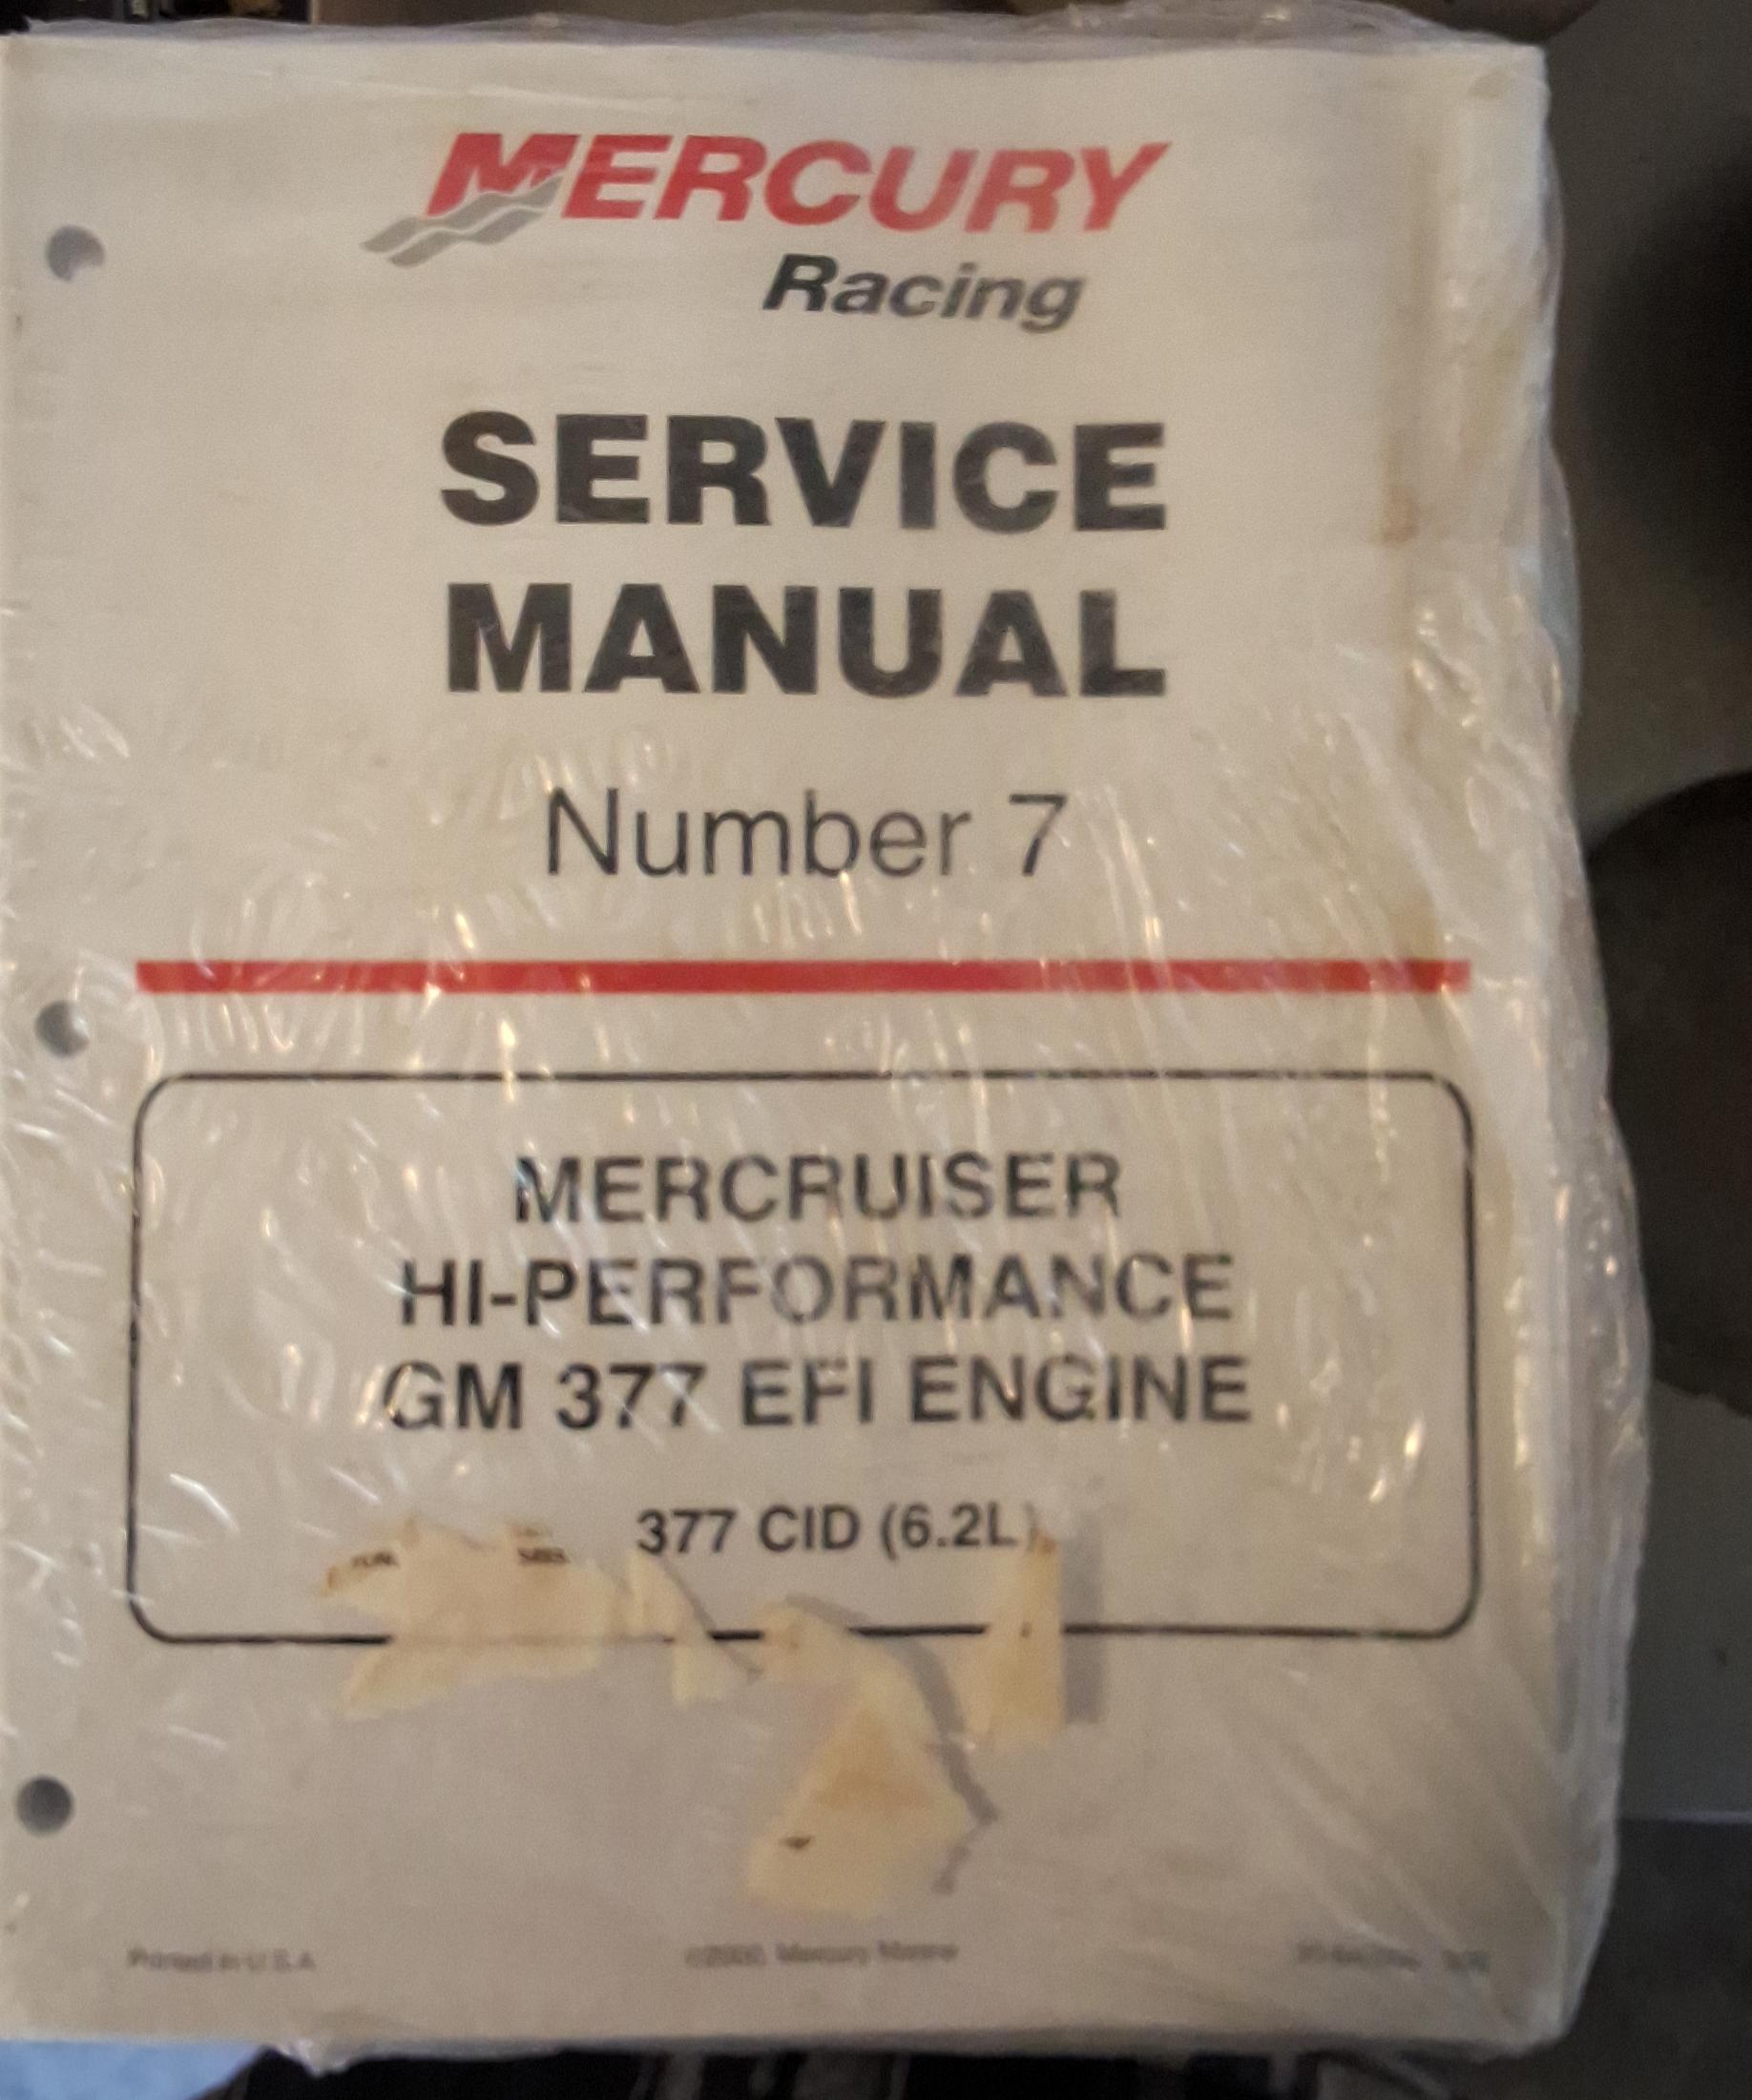 MERCURY
Racing
SERVICE
MANUAL
Number 7
MERCRUISER
HI-PERFORMANCE
GM 377 EFI ENGINE
377 CID (6.2L)
Printed in U.S.A.
©2000, Mercury Marine